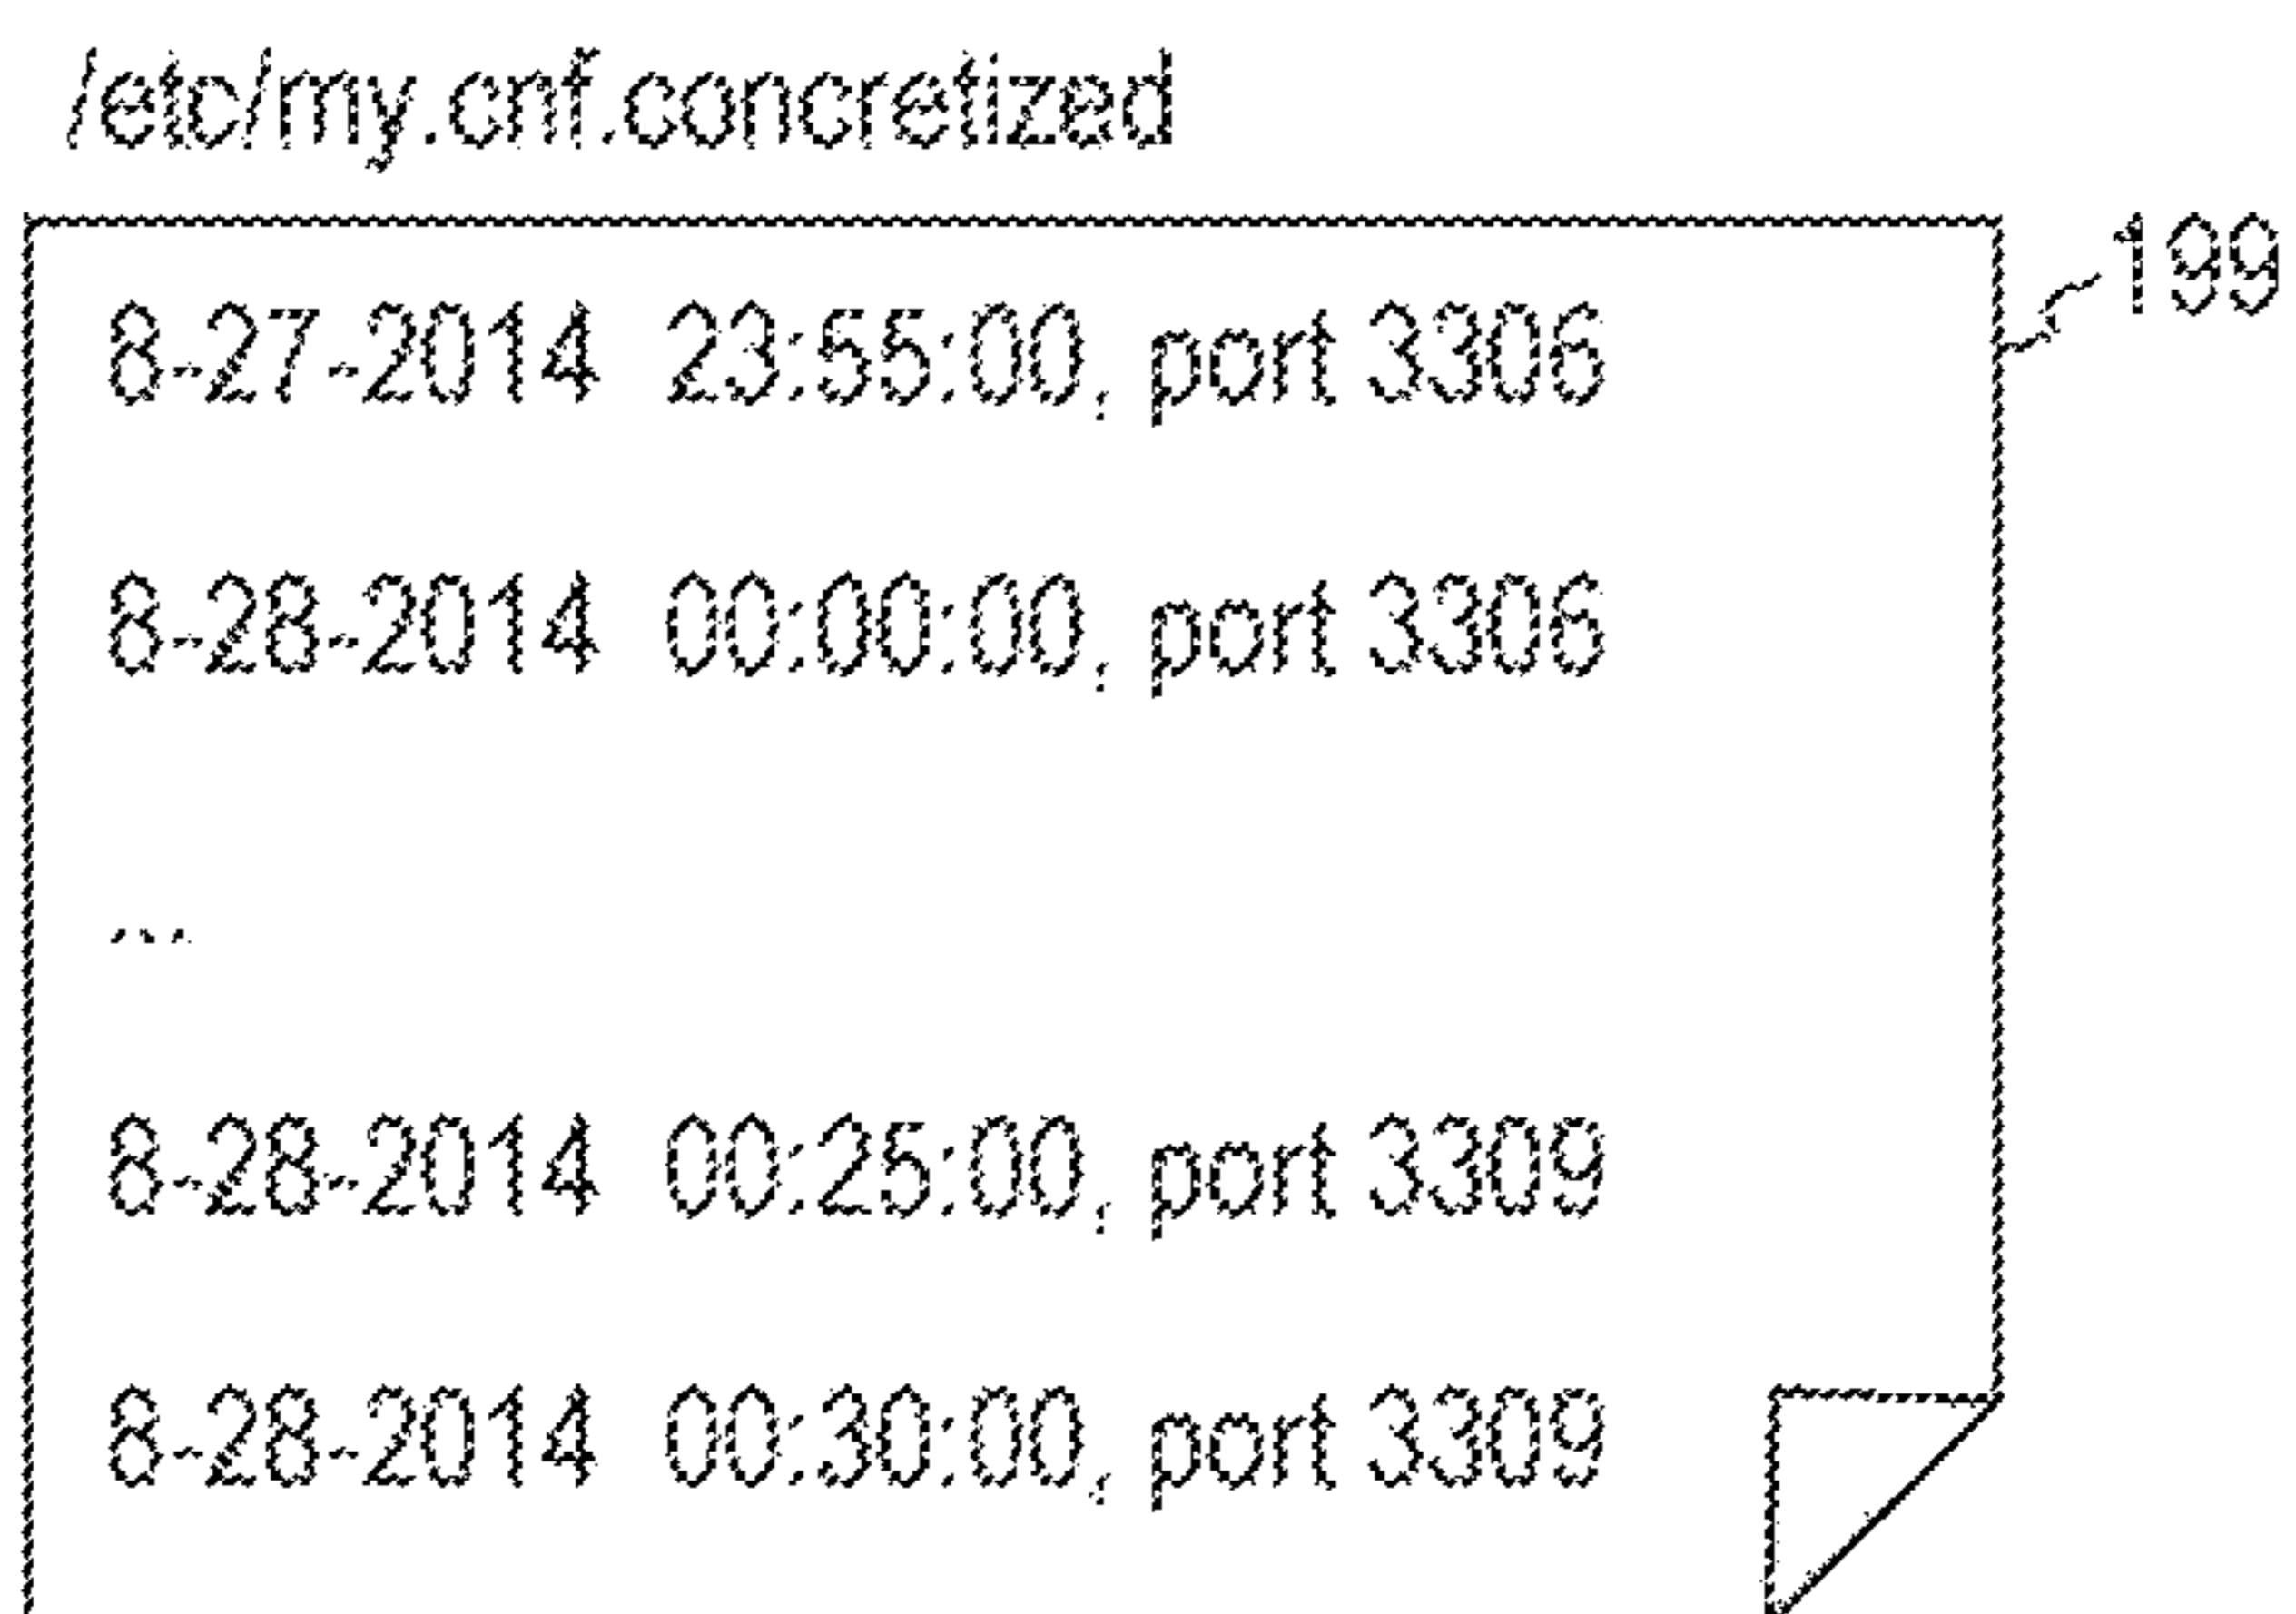 /etc/my.cnf.concretized
199
8-27-2014 23:55:00, port 3306
8-28-2014 00:00:00, port 3306
...
8-28-2014 00:25:00, port 3309
8-28-2014 00:30:00, port 3309